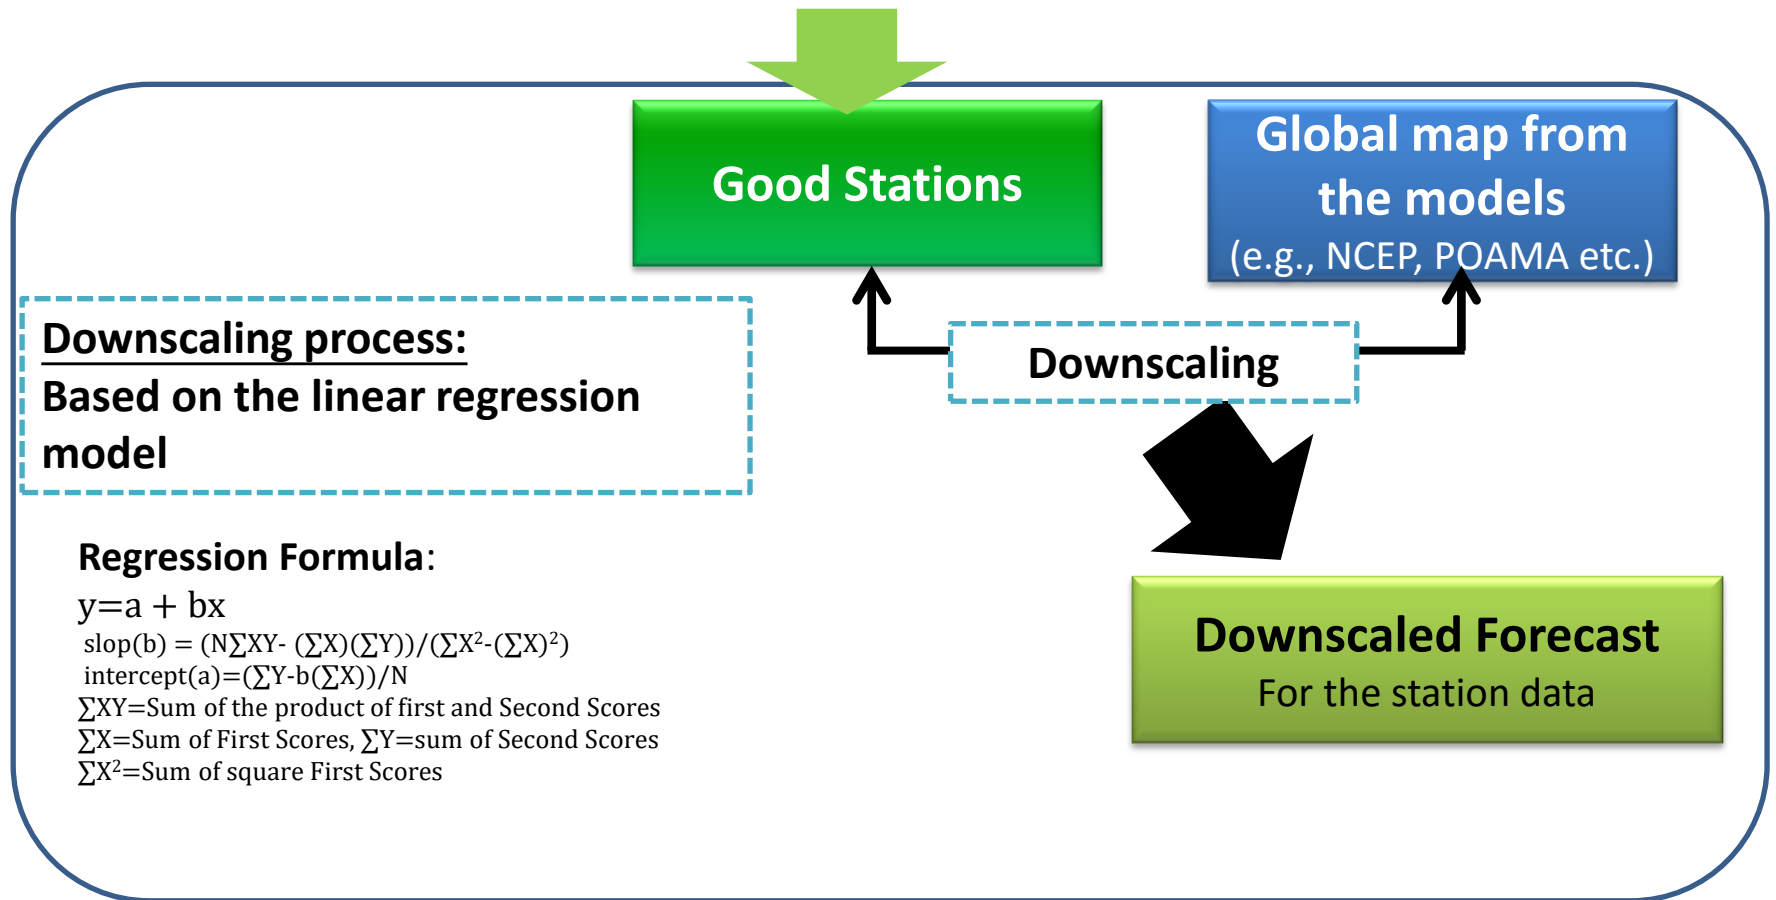 Good Stations
Global map from
the models
(e.g., NCEP, POAMA etc.)
Downscaling process:
Based on the linear regression
model
Downscaling
Regression Formula:
y=a + bx
slop(b) = (N∑XY- (∑X)(∑Y))/(∑X²-(∑X)²)
intercept(a)=(∑Y-b(∑X))/N
∑XY=Sum of the product of first and Second Scores
∑X=Sum of First Scores, ∑Y=sum of Second Scores
∑X²=Sum of square First Scores
Downscaled Forecast
For the station data